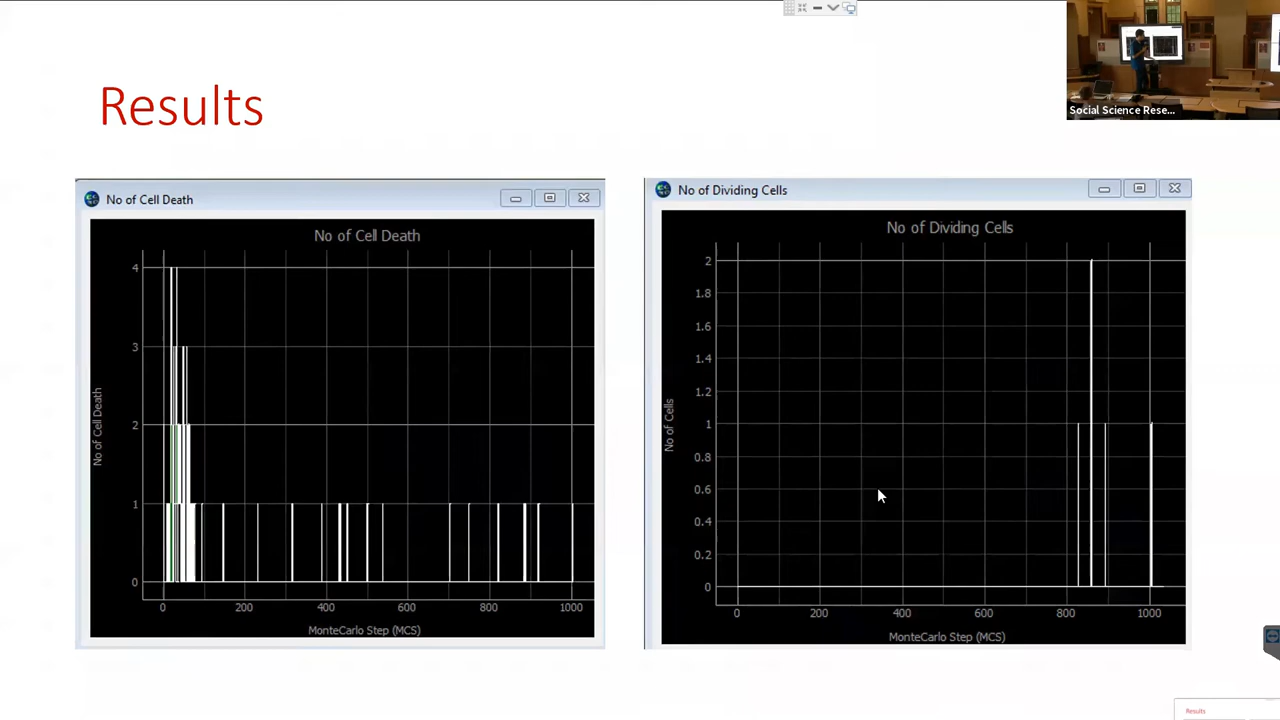 Social Science Rese...
Results
No of Cell Death
No of Cell Death
4
3
2
1
0
No of Cell Death
0
200
400
600
800
1000
MonteCarlo Step (MCS)
No of Dividing Cells
No of Dividing Cells
2
1.8
1.6
1.4
1.2
1
0.8
0.6
0.4
0.2
0
No of Cells
0
200
400
600
800
1000
MonteCarlo Step (MCS)
Results